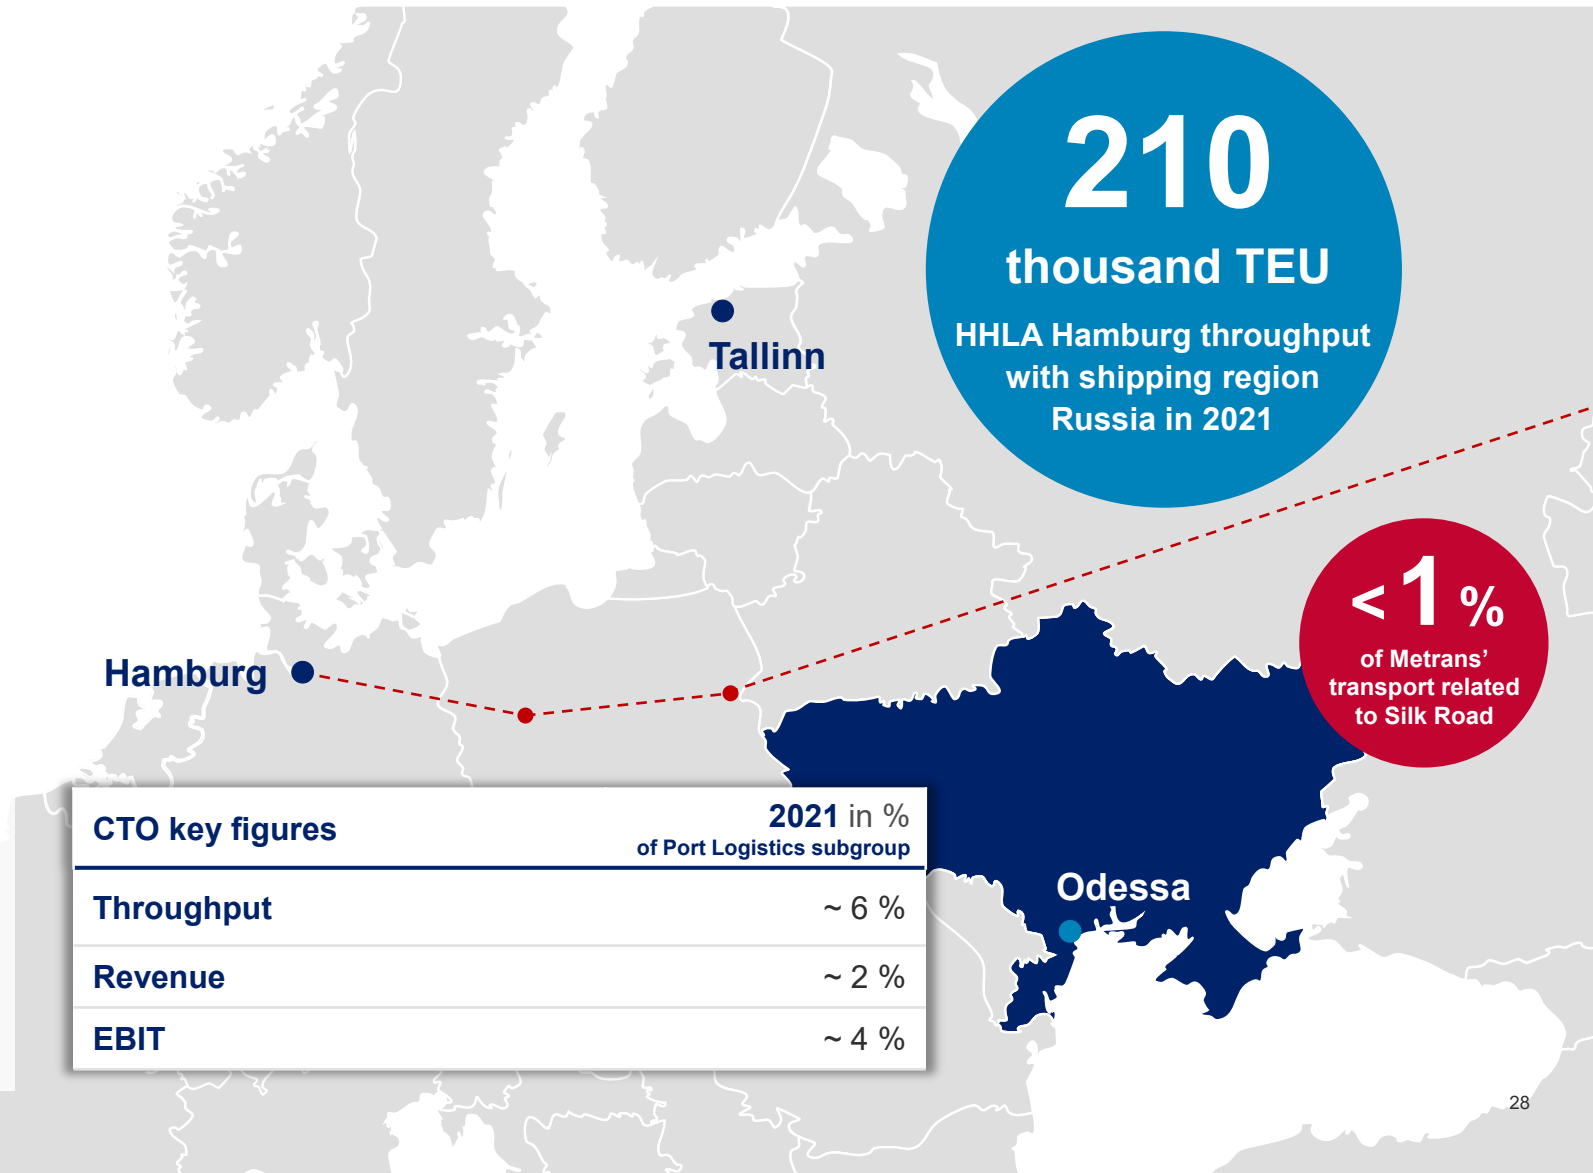 210
thousand TEU
HHLA Hamburg throughput
with shipping region
Russia in 2021
Tallinn
< 1 %
of Metrans’
transport related
to Silk Road
Hamburg
CTO key figures
2021 in %
of Port Logistics subgroup
Throughput ~ 6 %
Revenue ~ 2 %
EBIT ~ 4 %
Odessa
28